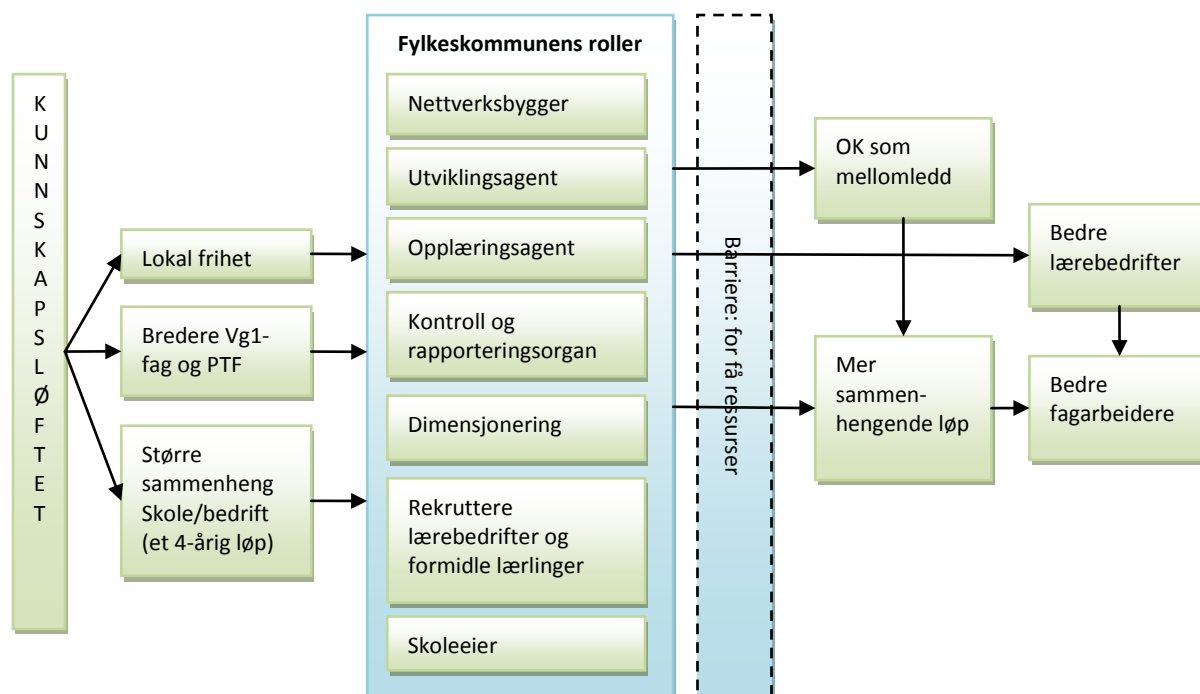 KUNNSKAPSLØFTET
Lokal frihet
Bredere Vg1-
fag og PTF
Større
sammenheng
Skole/bedrift
(et 4-årig løp)
Fylkeskommunens roller
Nettverksbygger
Utviklingsagent
Opplæringsagent
Kontroll og
rapporteringsorgan
Dimensjonering
Rekruttere
lærebedrifter og
formidle lærlinger
Skoleeier
Barriere: for få ressurser
OK som
mellomledd
Mer
sammen-
hengende løp
Bedre
lærebedrifter
Bedre
fagarbeidere